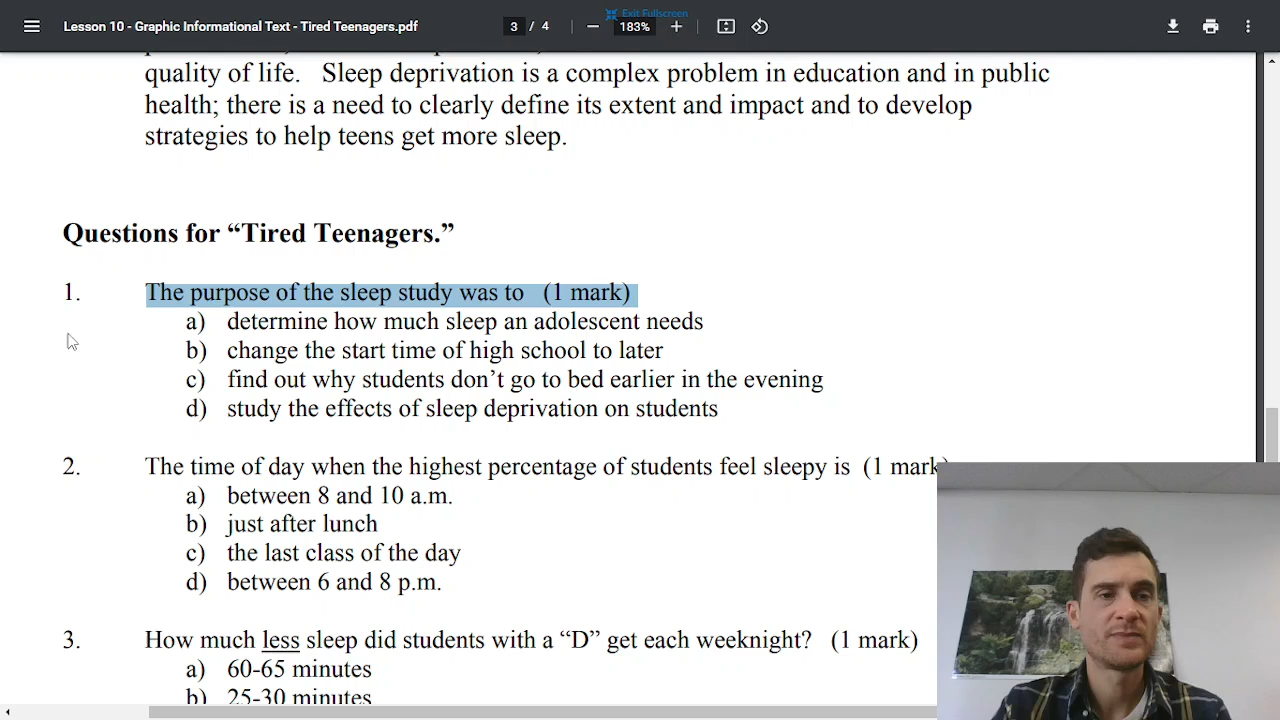 Exit Fullscreen
Lesson 10 - Graphic Informational Text - Tired Teenagers.pdf
3 / 4
183%
quality of life. Sleep deprivation is a complex problem in education and in public
health; there is a need to clearly define its extent and impact and to develop
strategies to help teens get more sleep.
Questions for “Tired Teenagers.”
1. The purpose of the sleep study was to (1 mark)
a) determine how much sleep an adolescent needs
b) change the start time of high school to later
c) find out why students don’t go to bed earlier in the evening
d) study the effects of sleep deprivation on students
2. The time of day when the highest percentage of students feel sleepy is (1 mark)
a) between 8 and 10 a.m.
b) just after lunch
c) the last class of the day
d) between 6 and 8 p.m.
3. How much less sleep did students with a “D” get each weeknight? (1 mark)
a) 60-65 minutes
b) 25-30 minutes